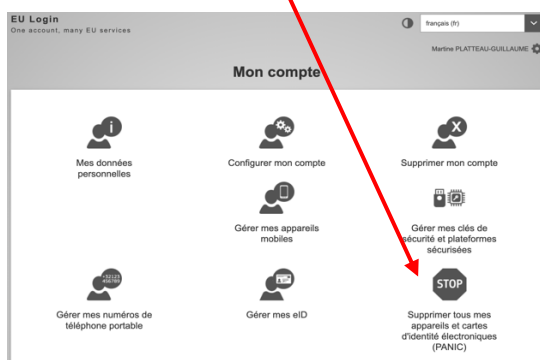 EU Login
One account, many EU services
français (fr)
Martine PLATTEAU-GUILLAUME
Mon compte
i
Mes données
personnelles
Configurer mon compte
X
Supprimer mon compte
Gérer mes appareils
mobiles
Gérer mes clés de
sécurité et plateformes
sécurisées
+32123
456789
Gérer mes numéros de
téléphone portable
Gérer mes eID
STOP
Supprimer tous mes
appareils et cartes
d'identité électroniques
(PANIC)